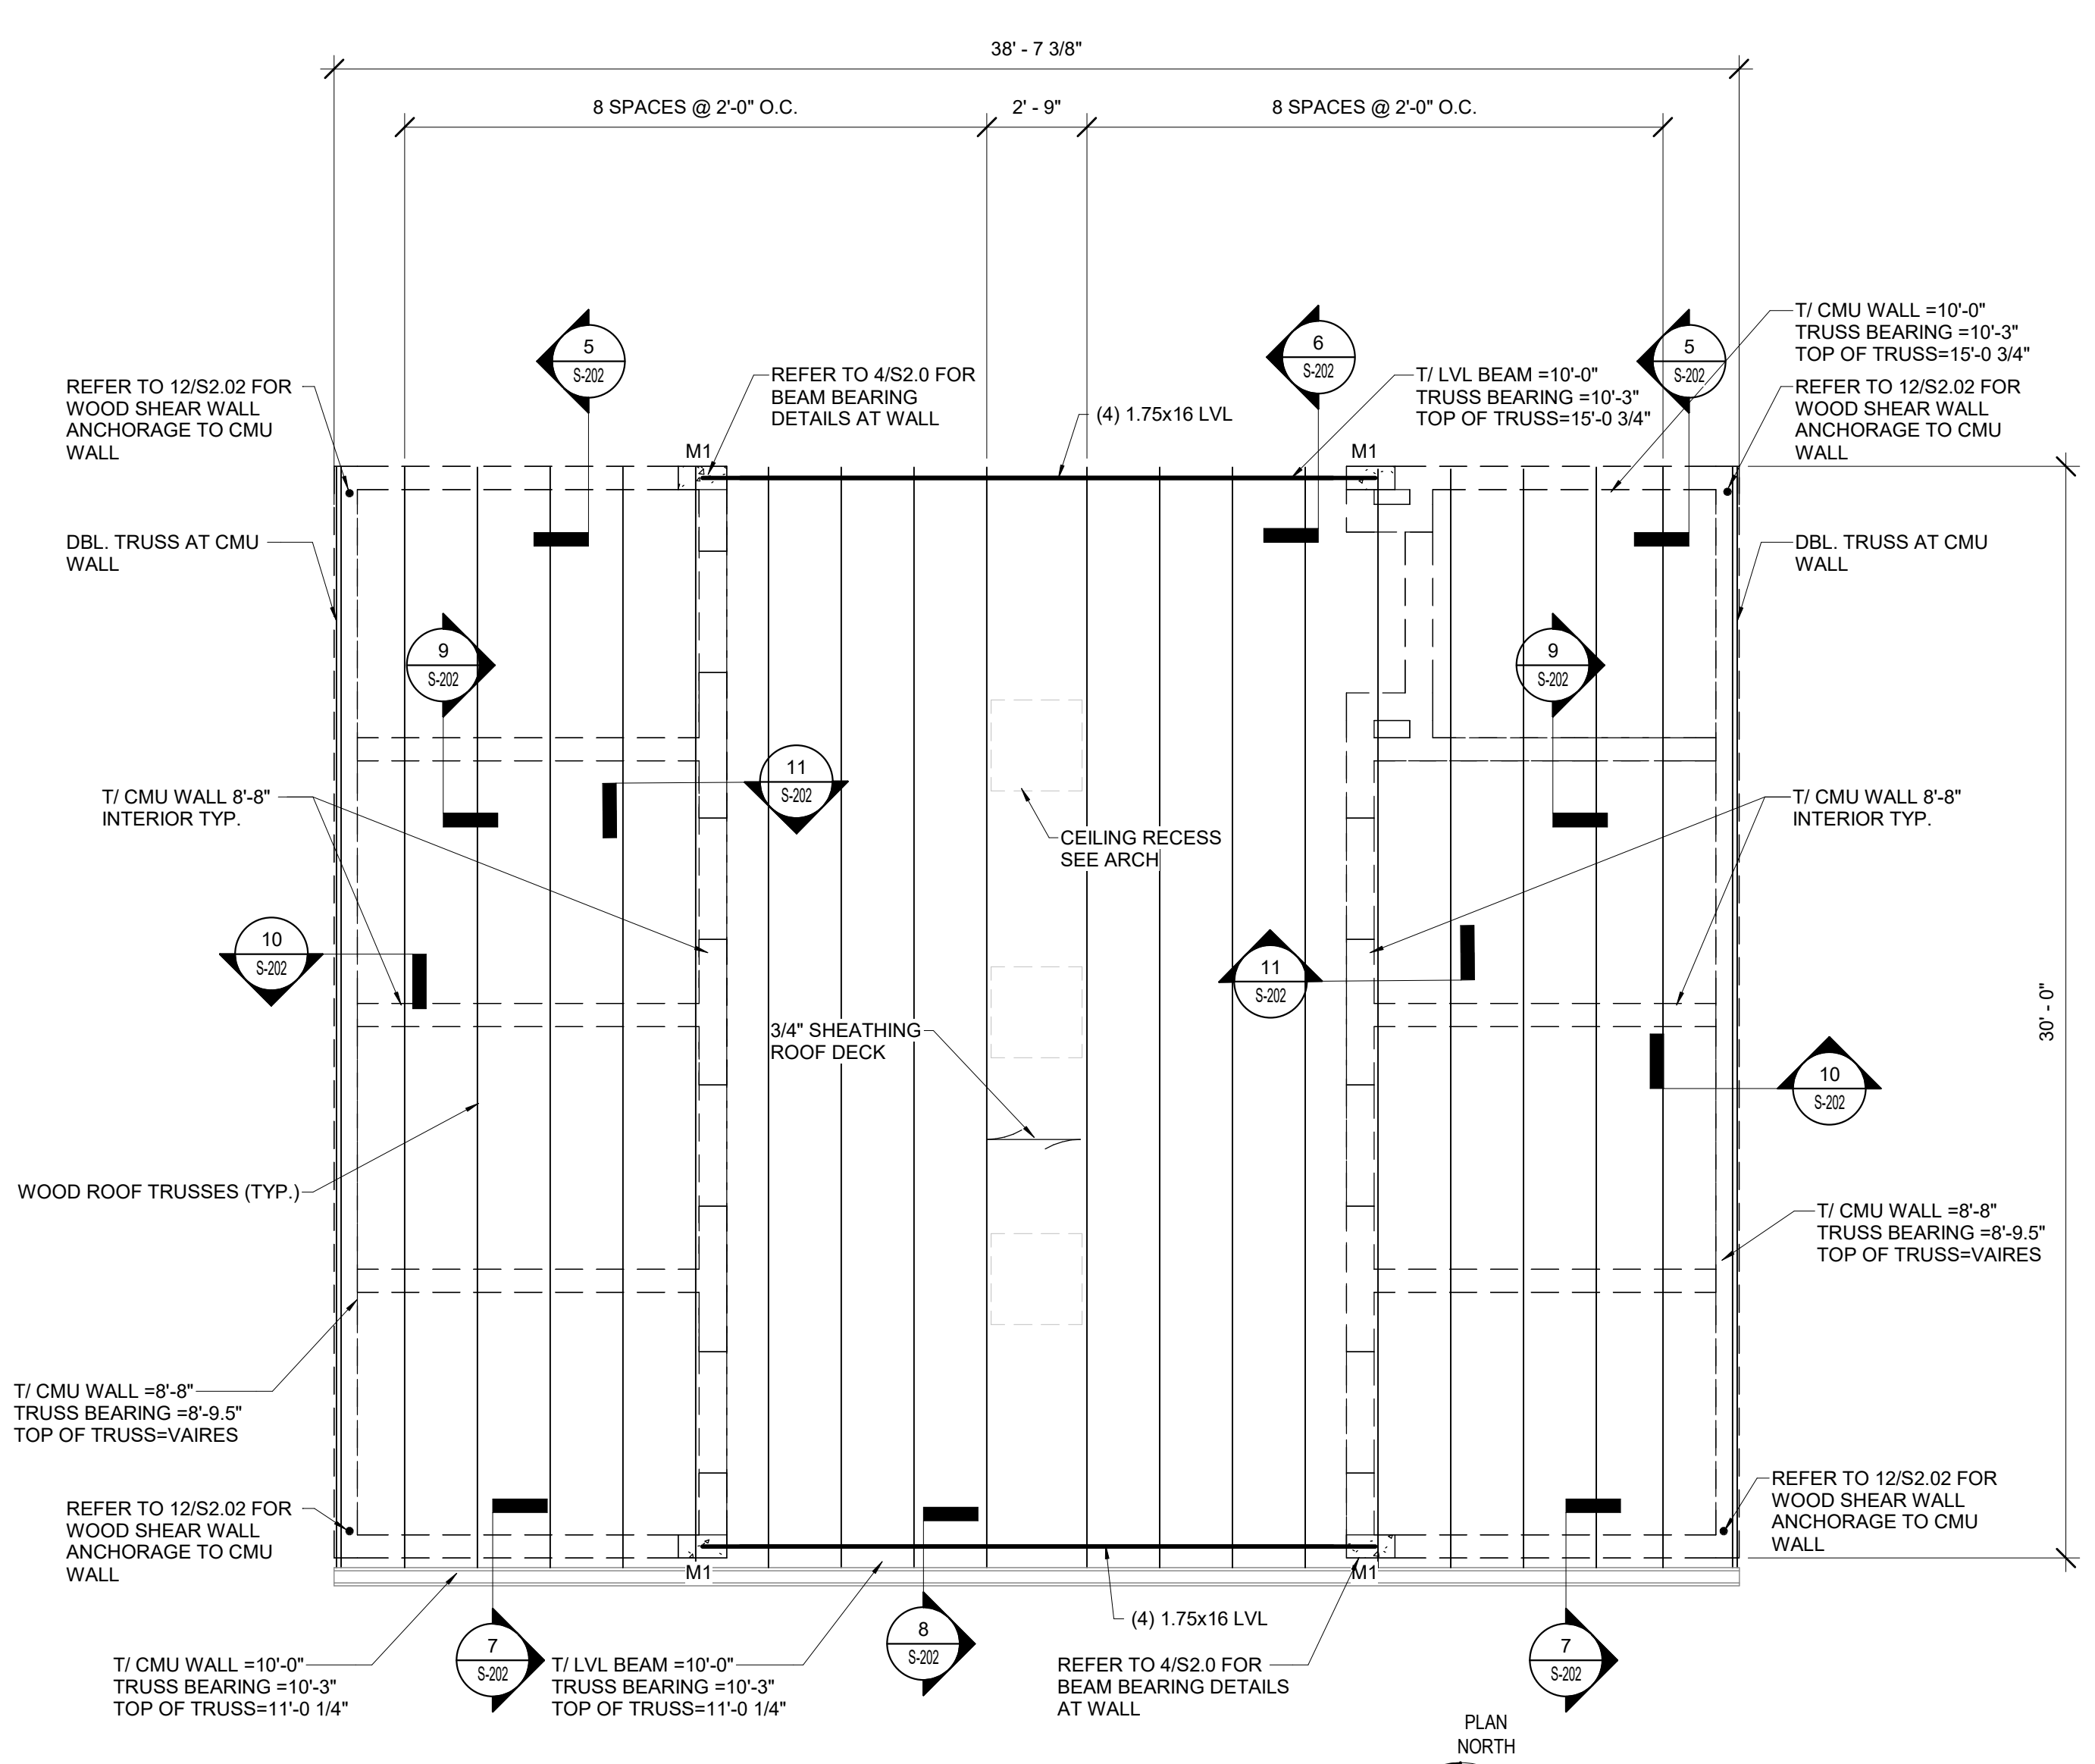 38' - 7 3/8"
8 SPACES @ 2'-0" O.C.
2' - 9"
8 SPACES @ 2'-0" O.C.
5
S-202
6
S-202
5
S-202
T/ CMU WALL =10'-0"
TRUSS BEARING =10'-3"
TOP OF TRUSS=15'-0 3/4"
REFER TO 12/S2.02 FOR
WOOD SHEAR WALL
ANCHORAGE TO CMU
WALL
REFER TO 4/S2.0 FOR
BEAM BEARING
DETAILS AT WALL
(4) 1.75x16 LVL
T/ LVL BEAM =10'-0"
TRUSS BEARING =10'-3"
TOP OF TRUSS=15'-0 3/4"
REFER TO 12/S2.02 FOR
WOOD SHEAR WALL
ANCHORAGE TO CMU
WALL
M1
M1
DBL. TRUSS AT CMU
WALL
DBL. TRUSS AT CMU
WALL
9
S-202
9
S-202
11
S-202
T/ CMU WALL 8'-8"
INTERIOR TYP.
CEILING RECESS
SEE ARCH
T/ CMU WALL 8'-8"
INTERIOR TYP.
10
S-202
11
S-202
30' - 0"
3/4" SHEATHING
ROOF DECK
10
S-202
WOOD ROOF TRUSSES (TYP.)
T/ CMU WALL =8'-8"
TRUSS BEARING =8'-9.5"
TOP OF TRUSS=VAIRES
T/ CMU WALL =8'-8"
TRUSS BEARING =8'-9.5"
TOP OF TRUSS=VAIRES
REFER TO 12/S2.02 FOR
WOOD SHEAR WALL
ANCHORAGE TO CMU
WALL
REFER TO 12/S2.02 FOR
WOOD SHEAR WALL
ANCHORAGE TO CMU
WALL
M1
M1
(4) 1.75x16 LVL
7
S-202
8
S-202
7
S-202
T/ CMU WALL =10'-0"
TRUSS BEARING =10'-3"
TOP OF TRUSS=11'-0 1/4"
T/ LVL BEAM =10'-0"
TRUSS BEARING =10'-3"
TOP OF TRUSS=11'-0 1/4"
REFER TO 4/S2.0 FOR
BEAM BEARING DETAILS
AT WALL
PLAN
NORTH